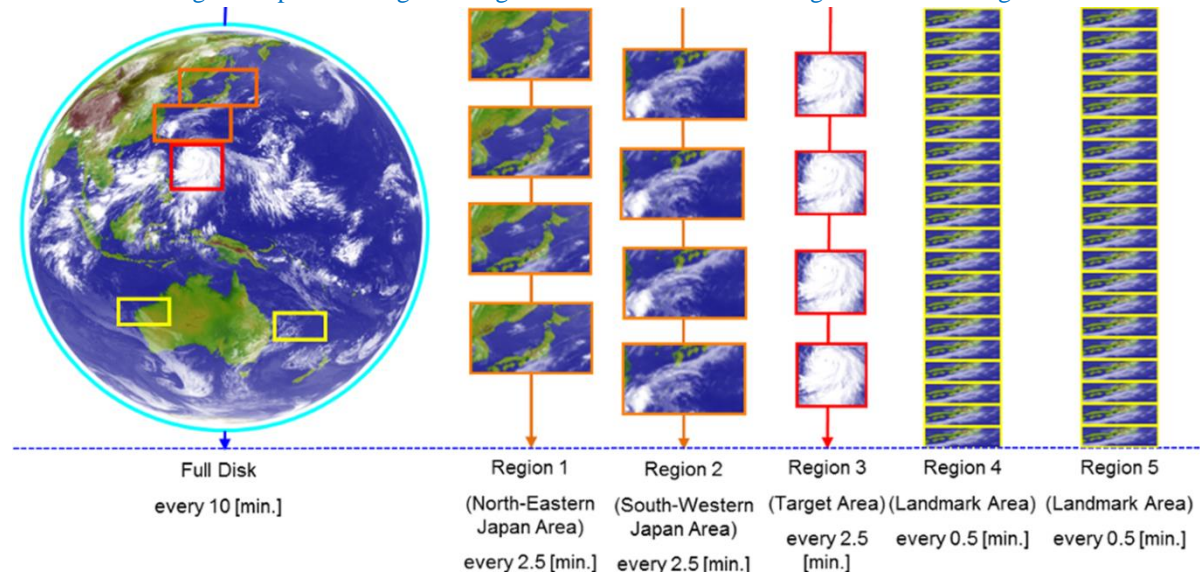 Full Disk
every 10 [min.]
Region 1
(North-Eastern
Japan Area)
every 2.5 [min.]
Region 2
(South-Western
Japan Area)
every 2.5 [min.]
Region 3
(Target Area)
every 2.5
[min.]
Region 4
(Landmark Area)
every 0.5 [min.]
Region 5
(Landmark Area)
every 0.5 [min.]